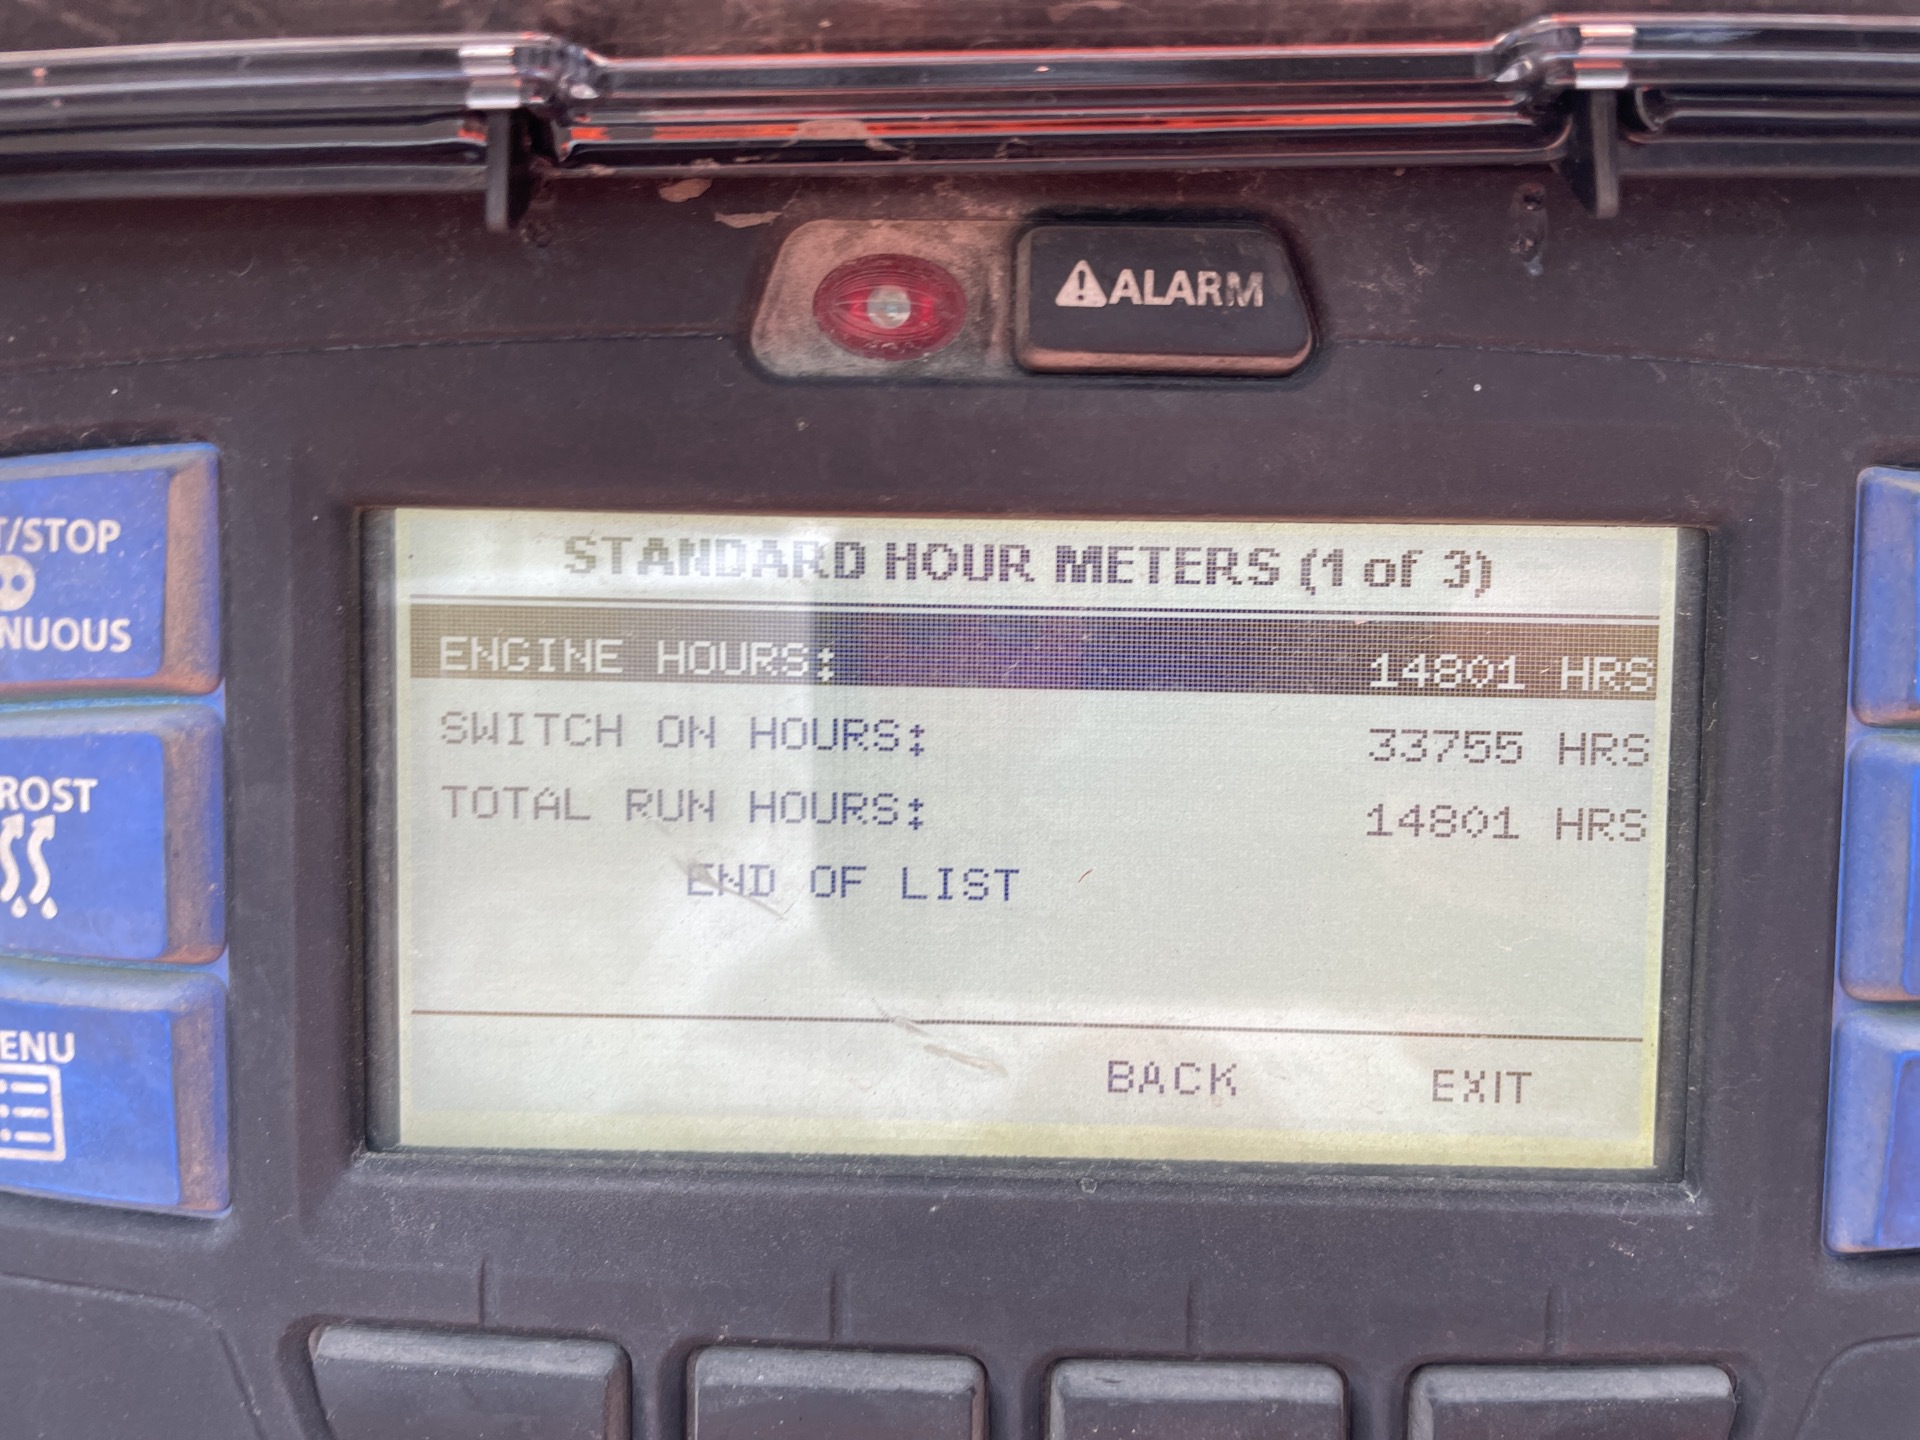 ALARM
T/STOP
NUOUS
ROST
ENU
STANDARD HOUR METERS (1 of 3)
ENGINE HOURS: 14801 HRS
SWITCH ON HOURS: 33755 HRS
TOTAL RUN HOURS: 14801 HRS
END OF LIST
BACK EXIT